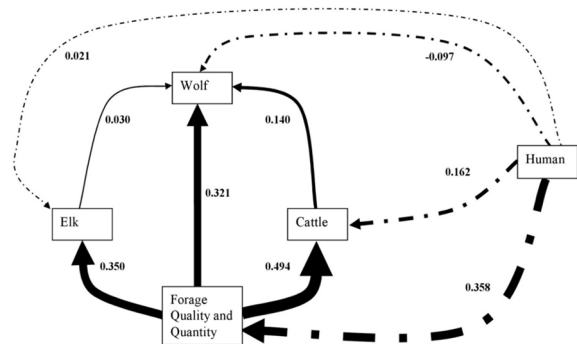 0.021
-0.097
Wolf
0.030
0.140
Human
0.162
0.321
Elk
Cattle
0.350
0.494
0.358
Forage
Quality and
Quantity